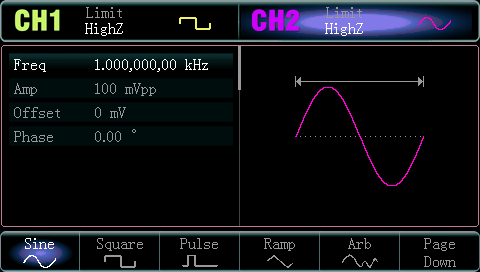 CH1 Limit HighZ
CH2 Limit HighZ
Freq 1.000,000,00 kHz
Amp 100 mVpp
Offset 0 mV
Phase 0.00 °
Sine Square Pulse Ramp Arb Page Down